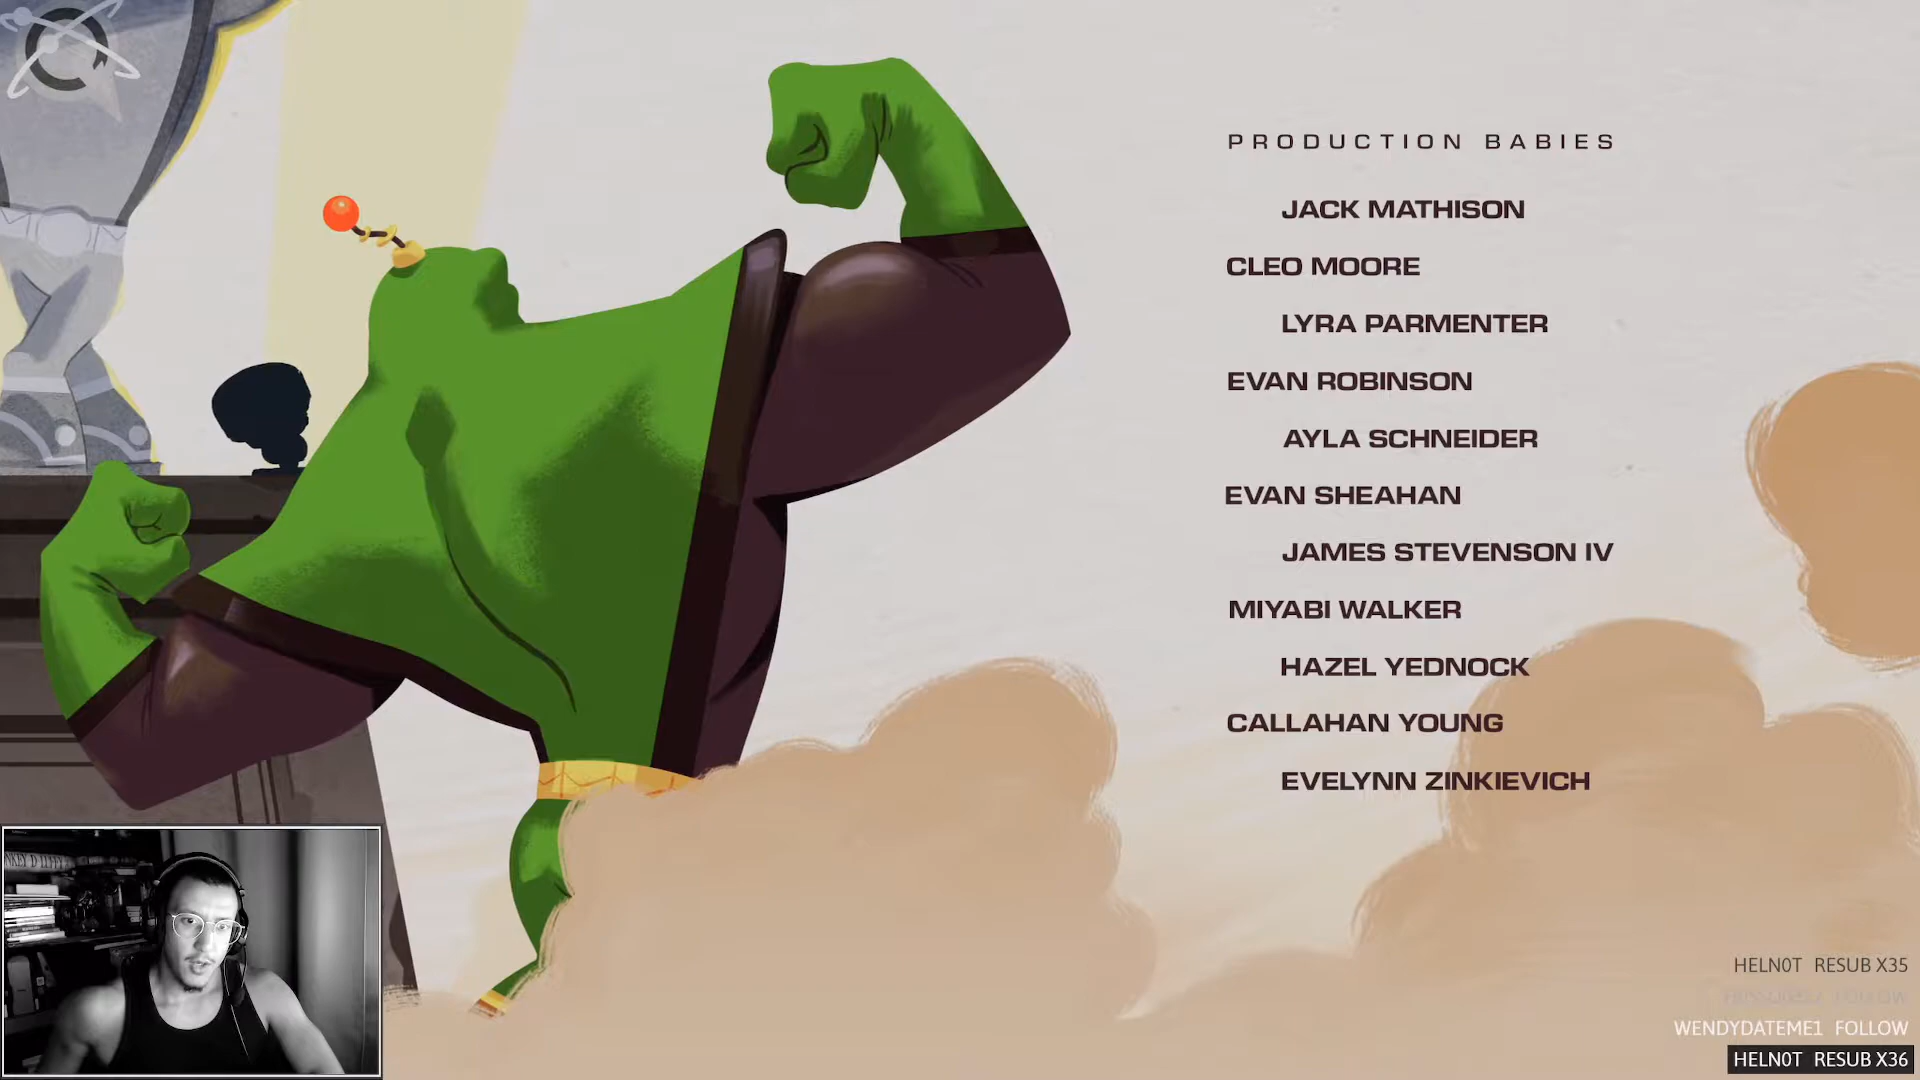 PRODUCTION BABIES
JACK MATHISON
CLEO MOORE
LYRA PARMENTER
EVAN ROBINSON
AYLA SCHNEIDER
EVAN SHEAHAN
JAMES STEVENSON IV
MIYABI WALKER
HAZEL YEDNOCK
CALLAHAN YOUNG
EVELYNN ZINKIEVICH
HELN0T RESUB X35
FOLLOW
WENDYDATEME1 FOLLOW
HELN0T RESUB X36